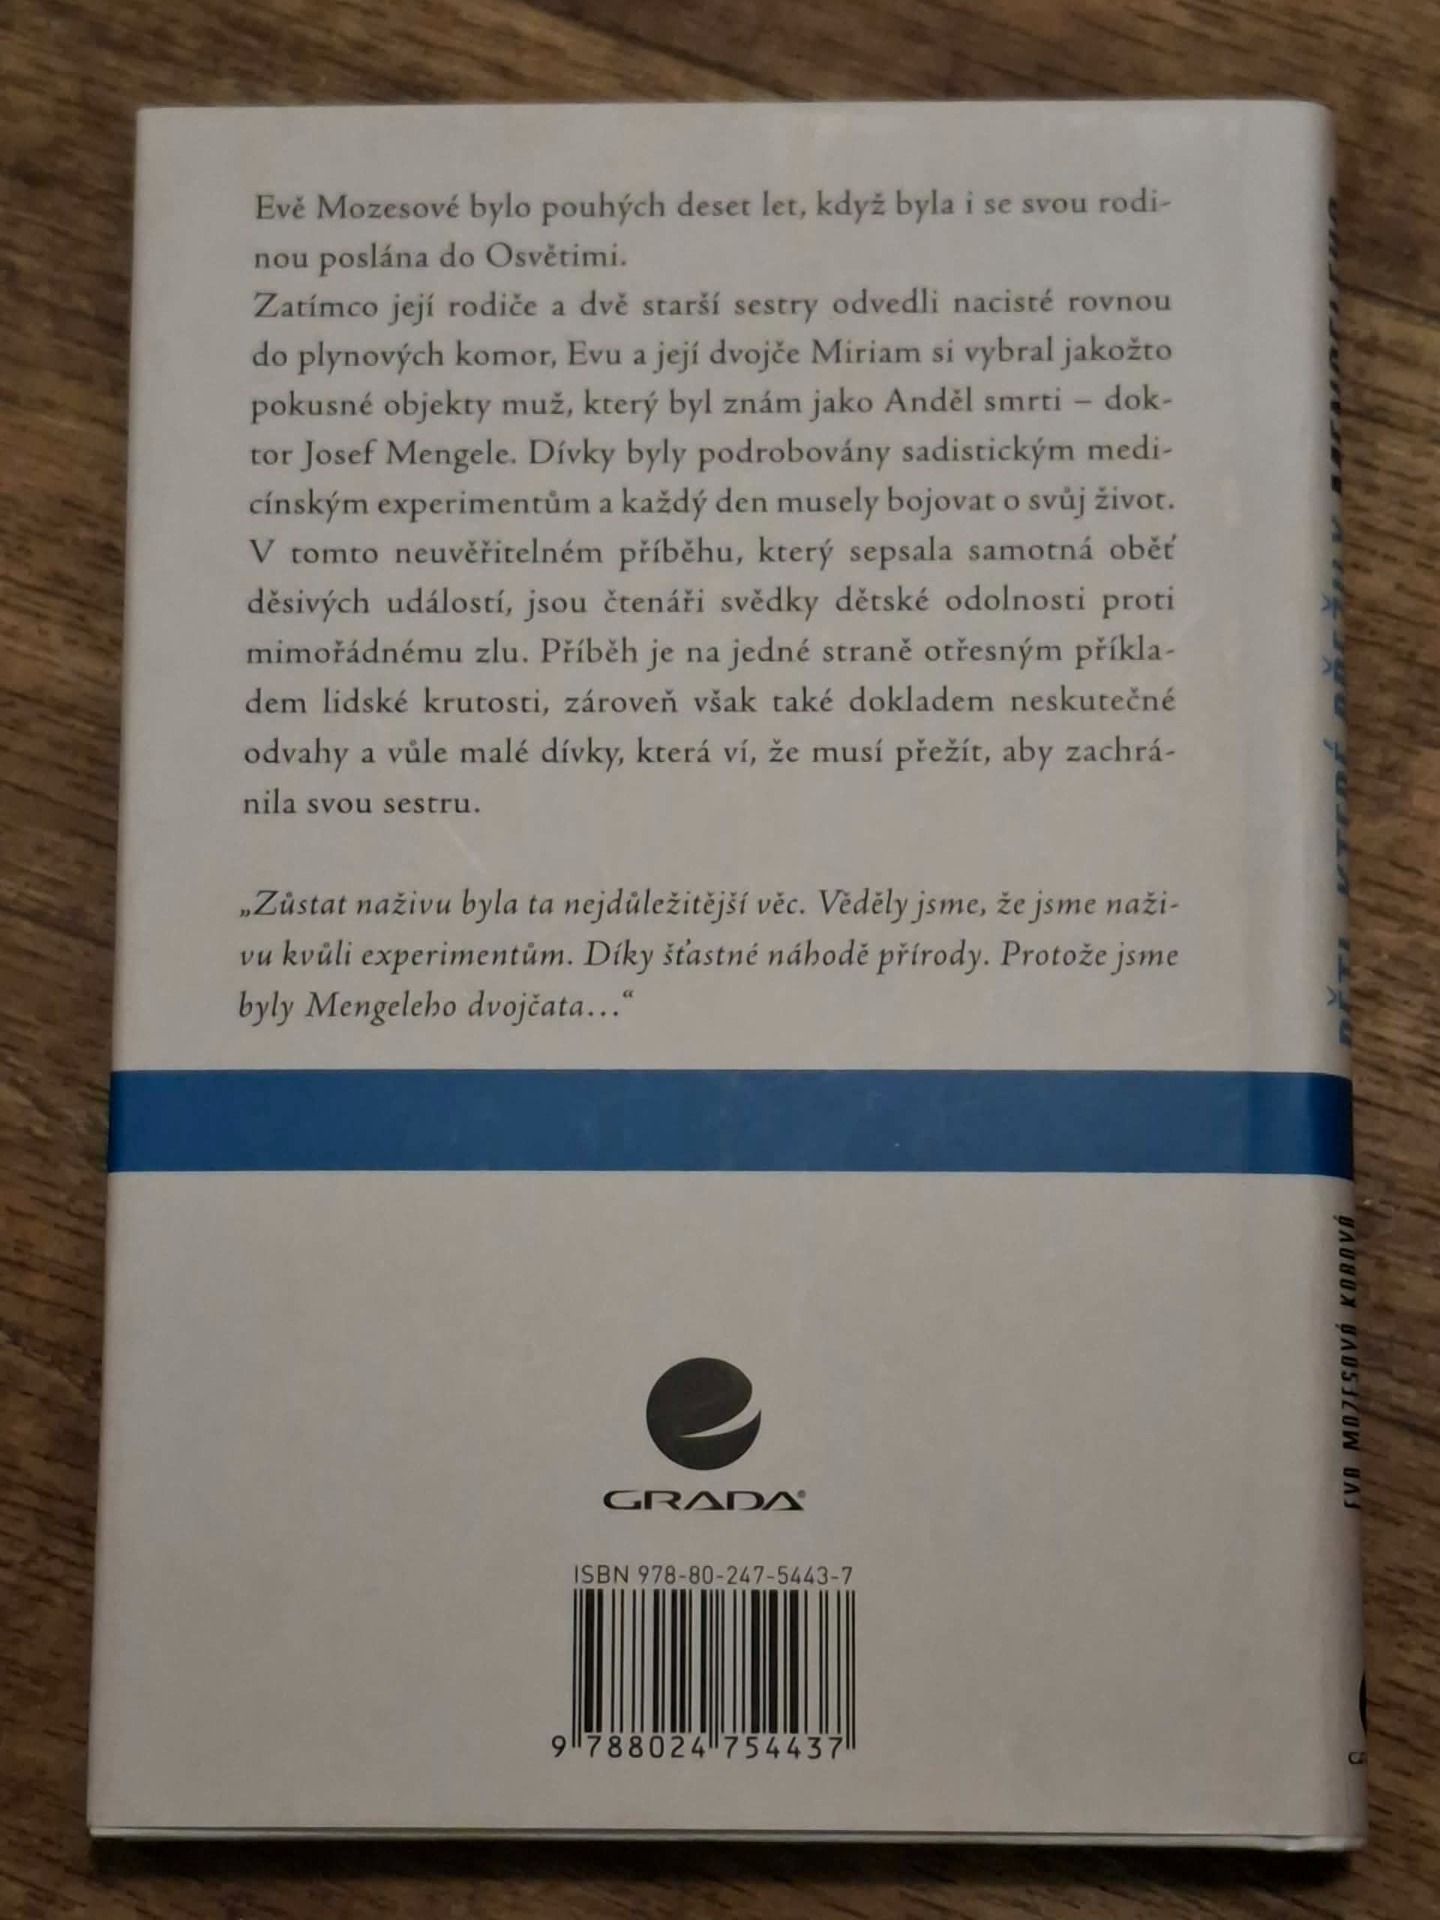 Evě Mozesové bylo pouhých deset let, když byla i se svou rodi-
nou poslána do Osvětimi.
Zatímco její rodiče a dvě starší sestry odvedli nacisté rovnou
do plynových komor, Evu a její dvojče Miriam si vybral jakožto
pokusné objekty muž, který byl znám jako Anděl smrti – dok-
tor Josef Mengele. Dívky byly podrobovány sadistickým medi-
cínským experimentům a každý den musely bojovat o svůj život.
V tomto neuvěřitelném příběhu, který sepsala samotná oběť
děsivých událostí, jsou čtenáři svědky dětské odolnosti proti
mimořádnému zlu. Příběh je na jedné straně otřesným příkla-
dem lidské krutosti, zároveň však také dokladem neskutečné
odvahy a vůle malé dívky, která ví, že musí přežít, aby zachrá-
nila svou sestru.
„Zůstat naživu byla ta nejdůležitější věc. Věděly jsme, že jsme naži-
vu kvůli experimentům. Díky šťastné náhodě přírody. Protože jsme
byly Mengeleho dvojčata…“
GRADA®
ISBN 978-80-247-5443-7
9 788024 754437
DĚTI, KTERÉ PŘEŽILY MENGELEHO
EVA MOZESOVÁ KOROVÁ